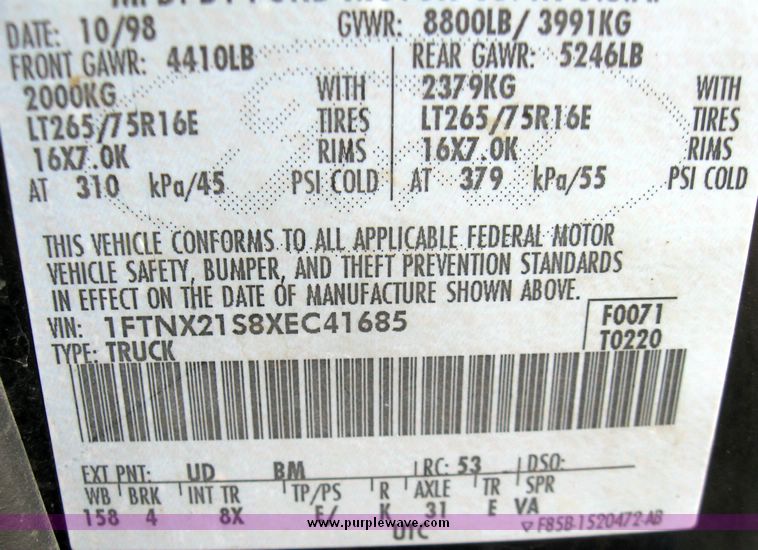 DATE: 10/98 GVWR: 8800LB/ 3991KG
FRONT GAWR: 4410LB REAR GAWR: 5246LB
2000KG WITH 2379KG WITH
LT265/75R16E TIRES LT265/75R16E TIRES
16X7.0K RIMS 16X7.0K RIMS
AT 310 kPa/45 PSI COLD AT 379 kPa/55 PSI COLD
THIS VEHICLE CONFORMS TO ALL APPLICABLE FEDERAL MOTOR
VEHICLE SAFETY, BUMPER, AND THEFT PREVENTION STANDARDS
IN EFFECT ON THE DATE OF MANUFACTURE SHOWN ABOVE.
VIN: 1FTNX21S8XEC41685 F0071
TYPE: TRUCK T0220
EXT PNT: UD BM RC: 53 DSO:
WB BRK INT TR TP/PS R AXLE TR SPR
158 4 8X F/ K 31 E VA
www.purplewave.com
UTC F85B-1520472-AB